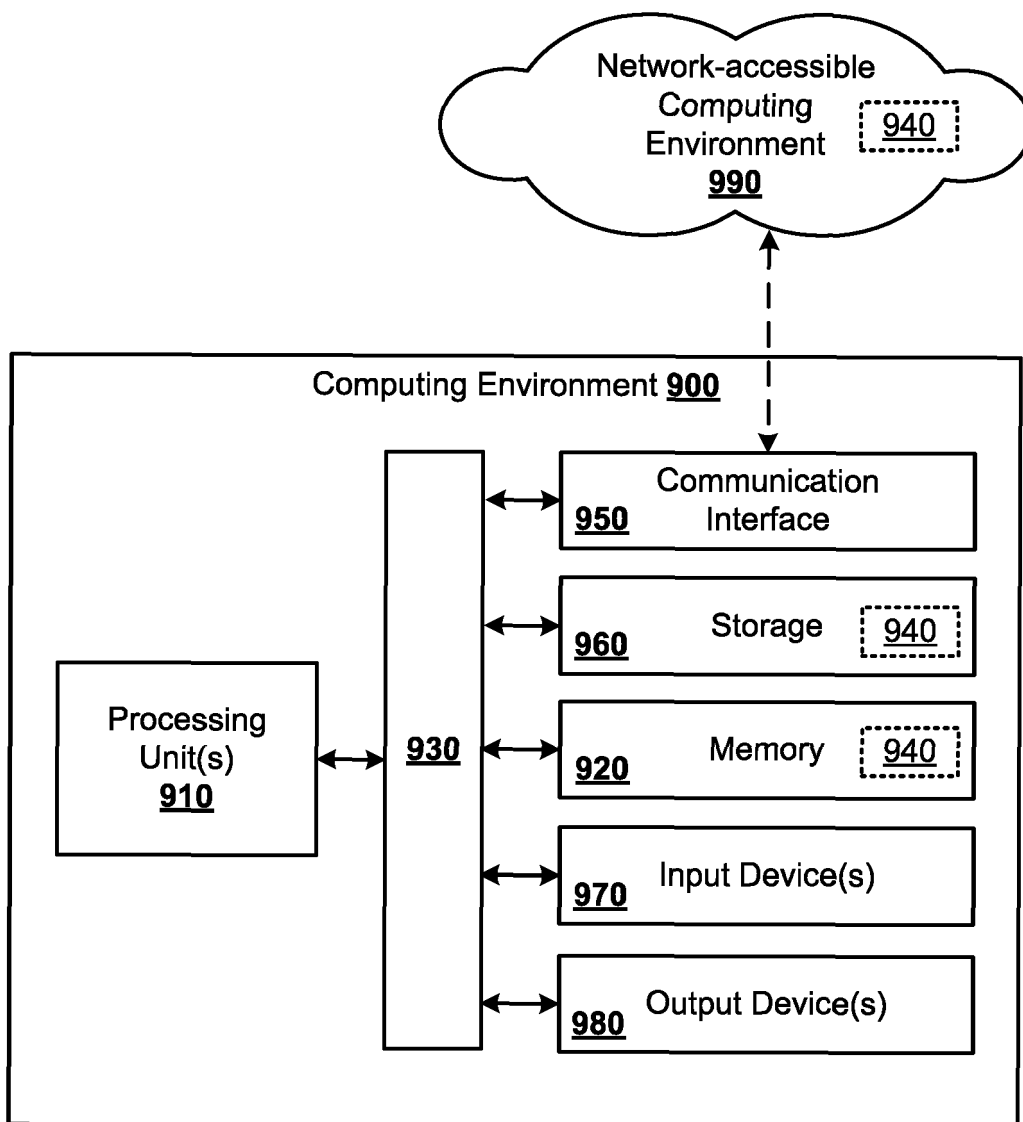 Network-accessible
Computing
Environment
940
990
Computing Environment 900
Communication
Interface
950
Storage
960
940
Processing
Unit(s)
910
930
Memory
920
940
Input Device(s)
970
Output Device(s)
980